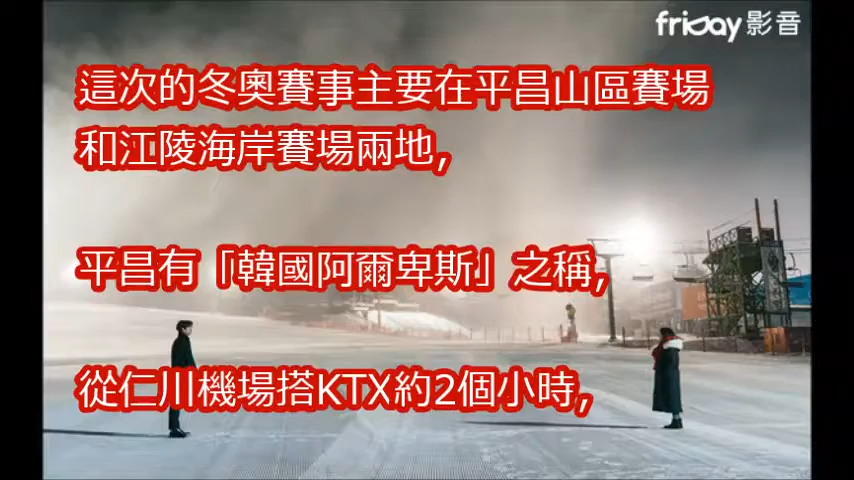 friDay影音
這次的冬奧賽事主要在平昌山區賽場
和江陵海岸賽場兩地，
平昌有「韓國阿爾卑斯」之稱，
從仁川機場搭KTX約2個小時，